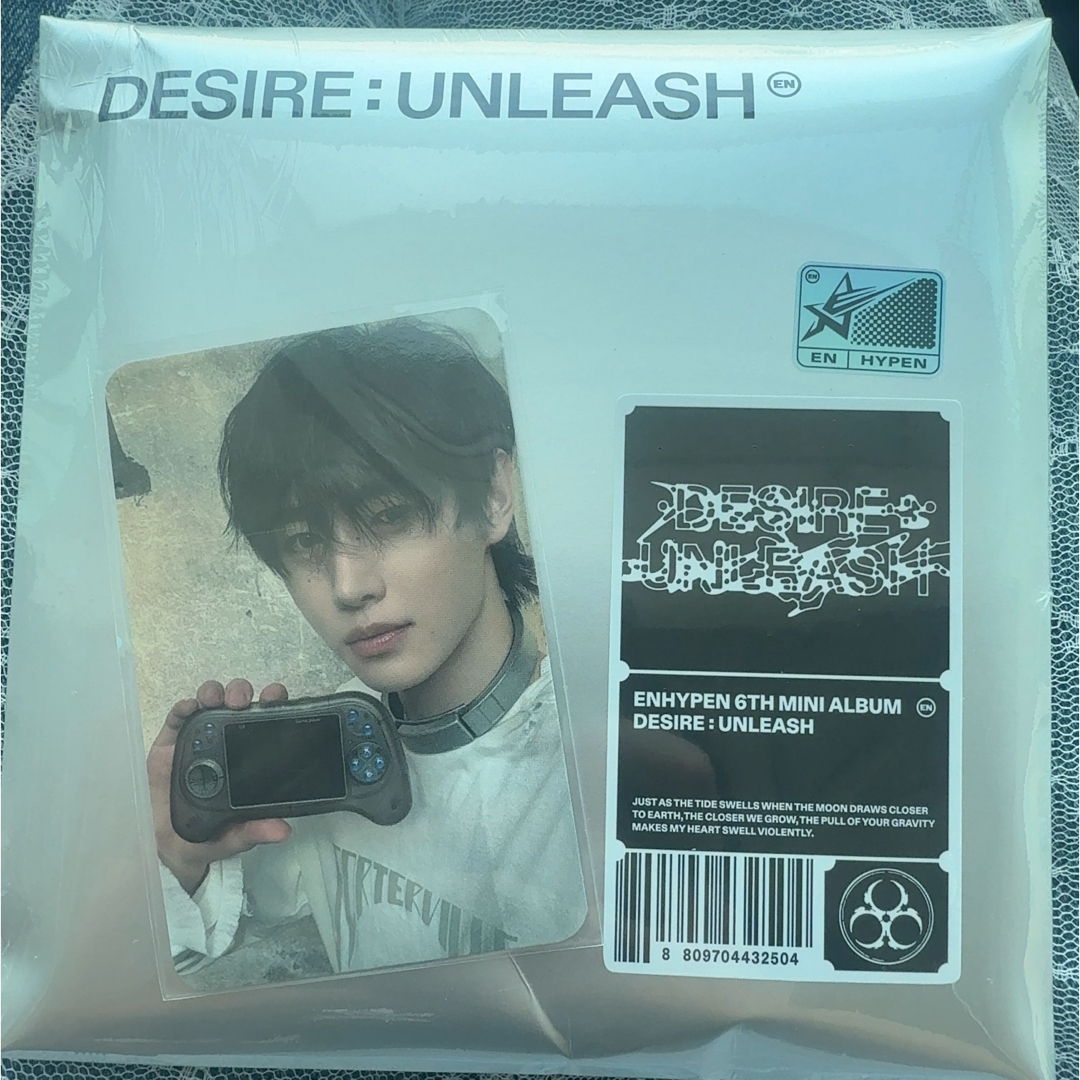 DESIRE : UNLEASH EN
EN
EN HYPEN
DESIRE :
UNLEASH
ENHYPEN 6TH MINI ALBUM EN
DESIRE : UNLEASH
JUST AS THE TIDE SWELLS WHEN THE MOON DRAWS CLOSER
TO EARTH, THE CLOSER WE GROW, THE PULL OF YOUR GRAVITY
MAKES MY HEART SWELL VIOLENTLY.
8 809704432504